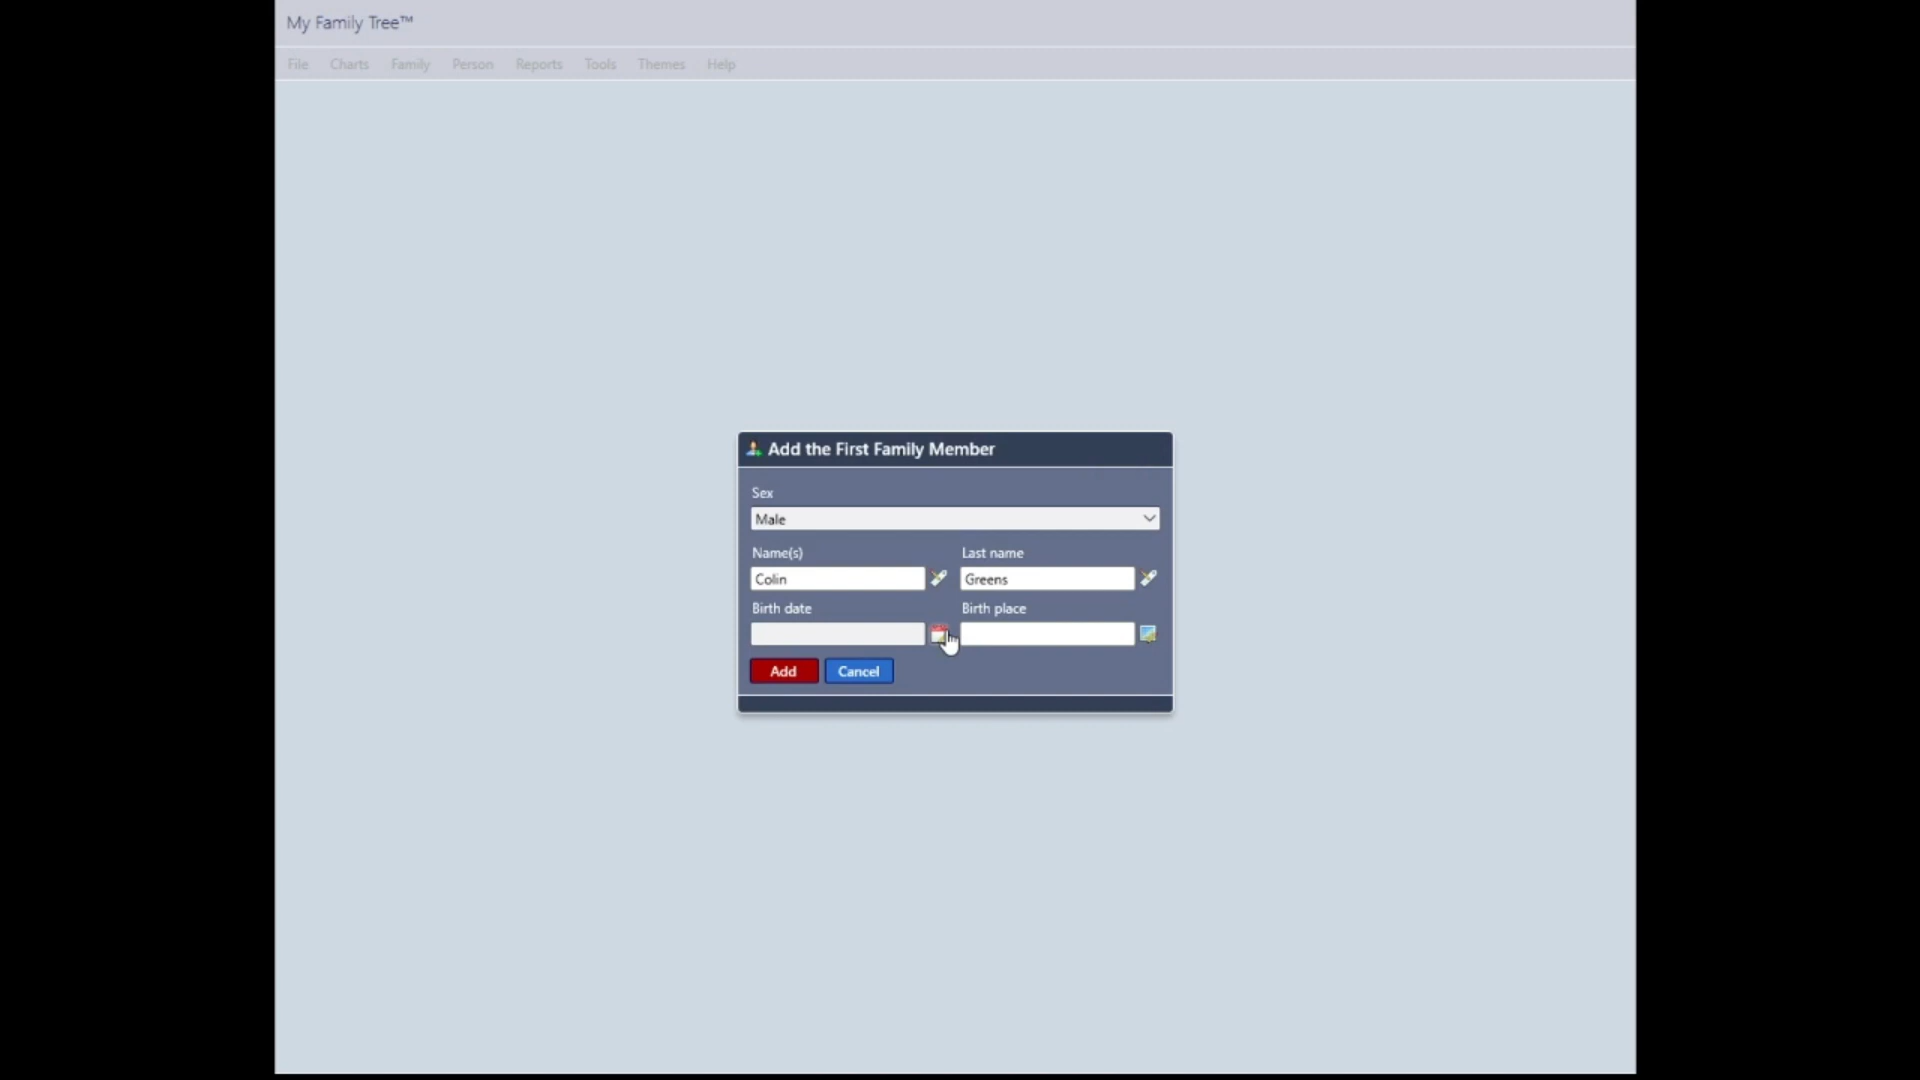 My Family Tree™
File Charts Family Person Reports Tools Themes Help
Add the First Family Member
Sex
Male
Name(s) Last name
Colin Greens
Birth date Birth place
Add Cancel